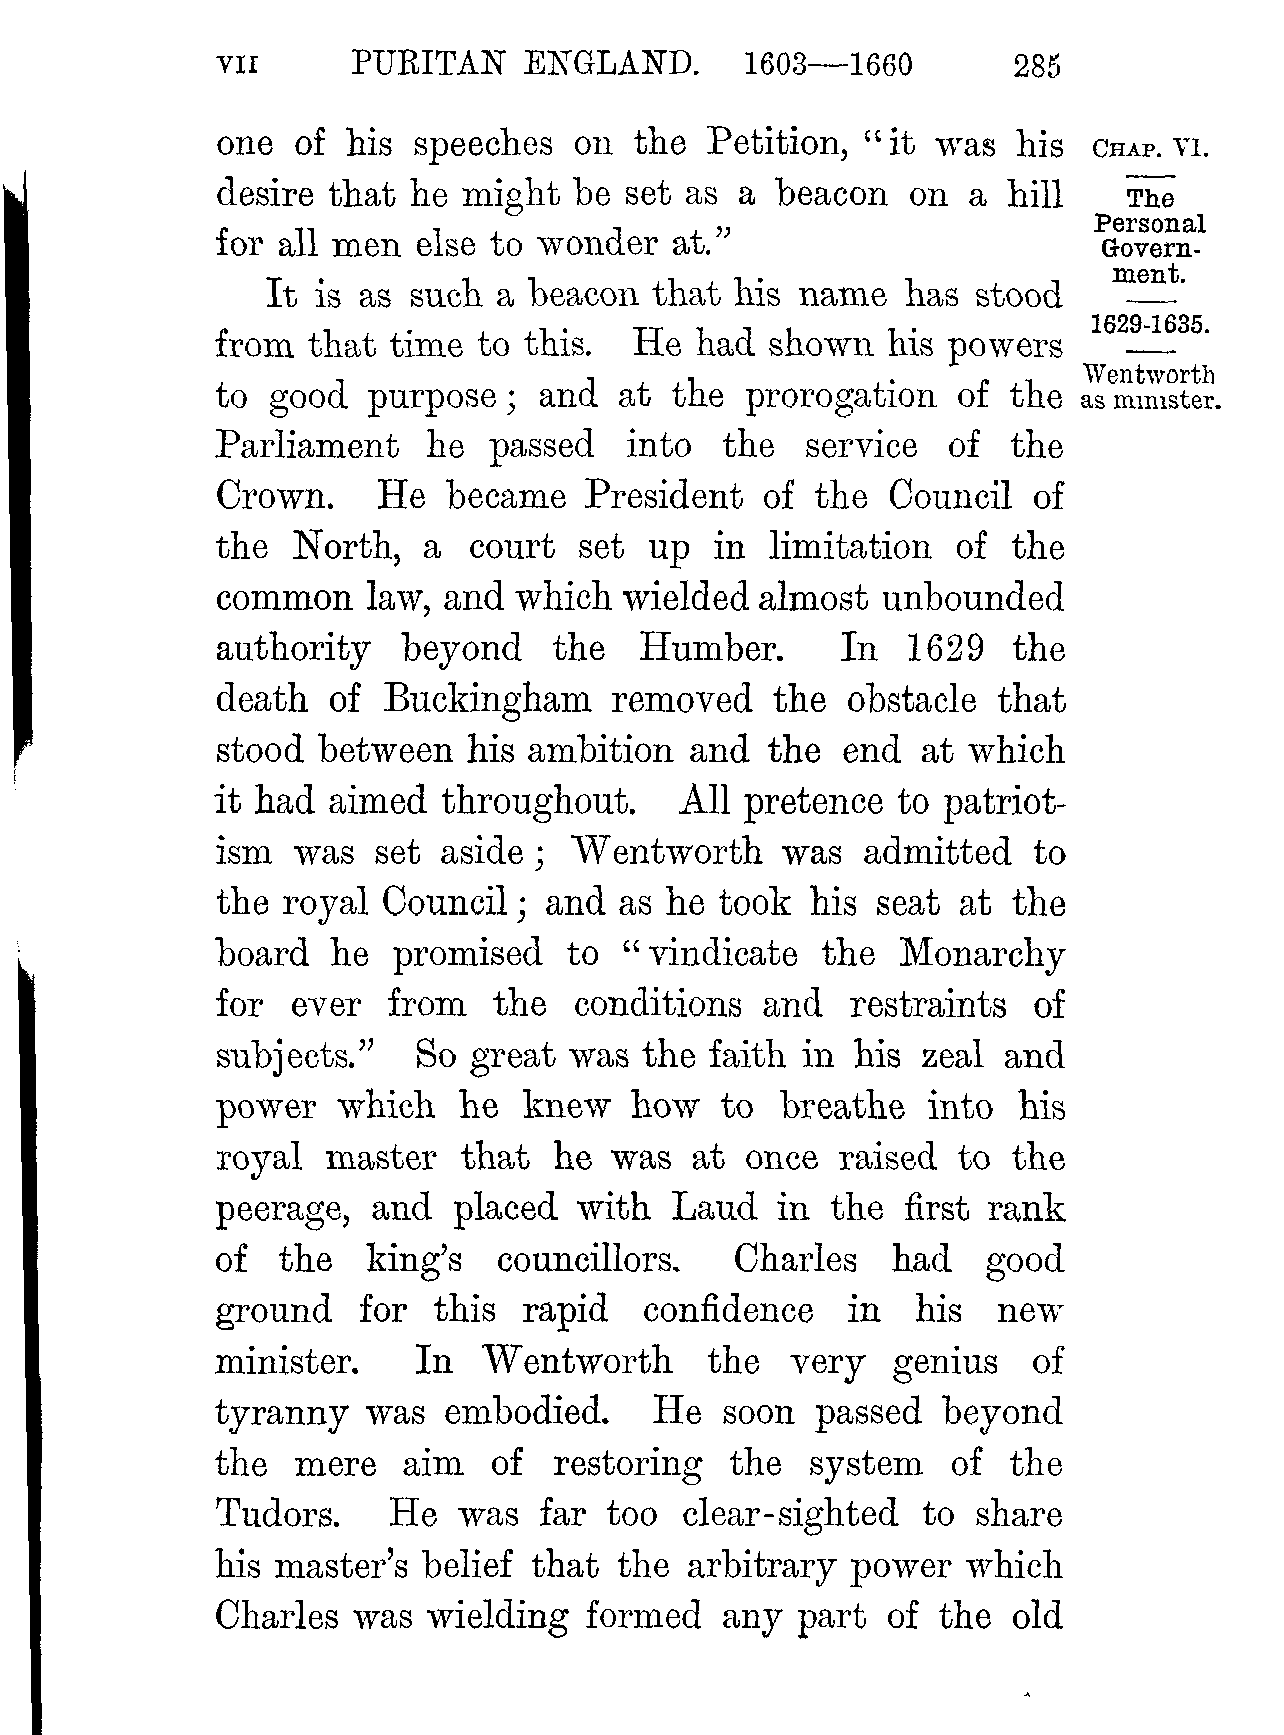 VII PURITAN ENGLAND. 1603—1660 285
one of his speeches on the Petition, “it was his
desire that he might be set as a beacon on a hill
for all men else to wonder at.”
It is as such a beacon that his name has stood
from that time to this. He had shown his powers
to good purpose; and at the prorogation of the
Parliament he passed into the service of the
Crown. He became President of the Council of
the North, a court set up in limitation of the
common law, and which wielded almost unbounded
authority beyond the Humber. In 1629 the
death of Buckingham removed the obstacle that
stood between his ambition and the end at which
it had aimed throughout. All pretence to patriot-
ism was set aside; Wentworth was admitted to
the royal Council; and as he took his seat at the
board he promised to “vindicate the Monarchy
for ever from the conditions and restraints of
subjects.” So great was the faith in his zeal and
power which he knew how to breathe into his
royal master that he was at once raised to the
peerage, and placed with Laud in the first rank
of the king’s councillors. Charles had good
ground for this rapid confidence in his new
minister. In Wentworth the very genius of
tyranny was embodied. He soon passed beyond
the mere aim of restoring the system of the
Tudors. He was far too clear-sighted to share
his master’s belief that the arbitrary power which
Charles was wielding formed any part of the old
CHAP. VI.
The
Personal
Govern-
ment.
1629-1635.
Wentworth
as minister.